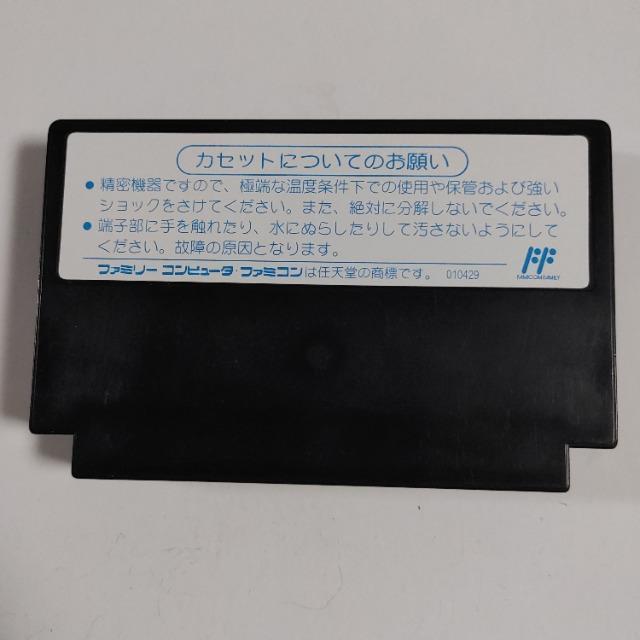 カセットについてのお願い
● 精密機器ですので、極端な温度条件下での使用や保管および強い
ショックをさけてください。また、絶対に分解しないでください。
● 端子部に手を触れたり、水にぬらしたりして汚さないようにして
ください。故障の原因となります。
ファミリー コンピュータ・ファミコンは任天堂の商標です。 010429
FAMICOM FAMILY